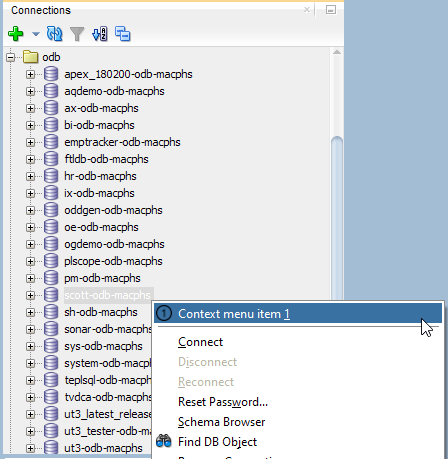 Connections
odb
apex_180200-odb-macphs
aqdemo-odb-macphs
ax-odb-macphs
bi-odb-macphs
emptracker-odb-macphs
ftldb-odb-macphs
hr-odb-macphs
ix-odb-macphs
oddgen-odb-macphs
oe-odb-macphs
ogdemo-odb-macphs
plscope-odb-macphs
pm-odb-macphs
scott-odb-macphs
sh-odb-macphs
sonar-odb-macphs
sys-odb-macphs
system-odb-macphs
teplsql-odb-macphs
tvdca-odb-macphs
ut3_latest_release
ut3_tester-odb-macphs
ut3-odb-macphs
1 Context menu item 1
Connect
Disconnect
Reconnect
Reset Password...
Schema Browser
Find DB Object